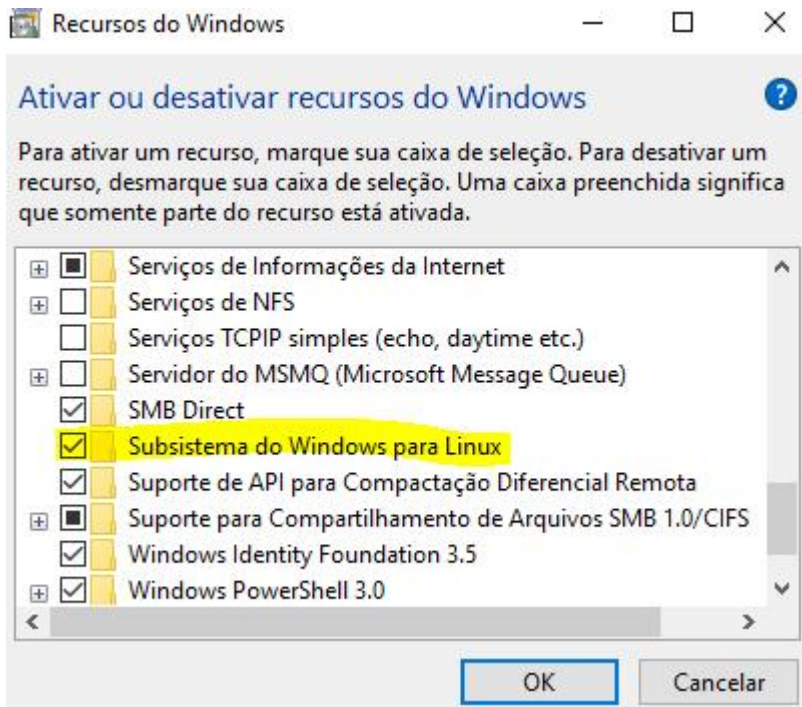 Recursos do Windows
Ativar ou desativar recursos do Windows
Para ativar um recurso, marque sua caixa de seleção. Para desativar um
recurso, desmarque sua caixa de seleção. Uma caixa preenchida significa
que somente parte do recurso está ativada.
Serviços de Informações da Internet
Serviços de NFS
Serviços TCPIP simples (echo, daytime etc.)
Servidor do MSMQ (Microsoft Message Queue)
SMB Direct
Subsistema do Windows para Linux
Suporte de API para Compactação Diferencial Remota
Suporte para Compartilhamento de Arquivos SMB 1.0/CIFS
Windows Identity Foundation 3.5
Windows PowerShell 3.0
OK
Cancelar